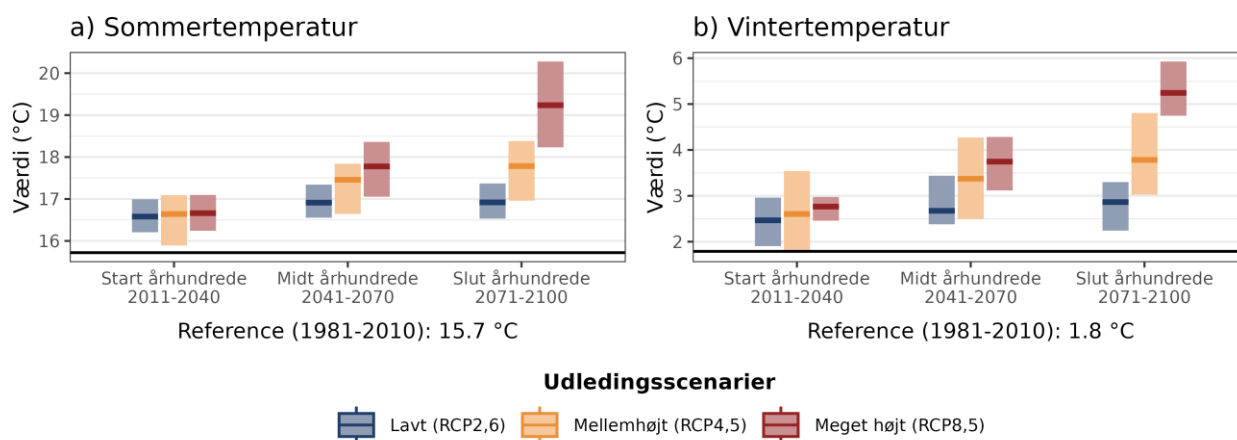 a) Sommertemperatur
Værdi (°C)
20
19
18
17
16
Start århundrede
2011-2040
Midt århundrede
2041-2070
Slut århundrede
2071-2100
Reference (1981-2010): 15.7 °C
b) Vintertemperatur
Værdi (°C)
6
5
4
3
2
Start århundrede
2011-2040
Midt århundrede
2041-2070
Slut århundrede
2071-2100
Reference (1981-2010): 1.8 °C
Udledingsscenarier
Lavt (RCP2,6)
Mellemhøjt (RCP4,5)
Meget højt (RCP8,5)